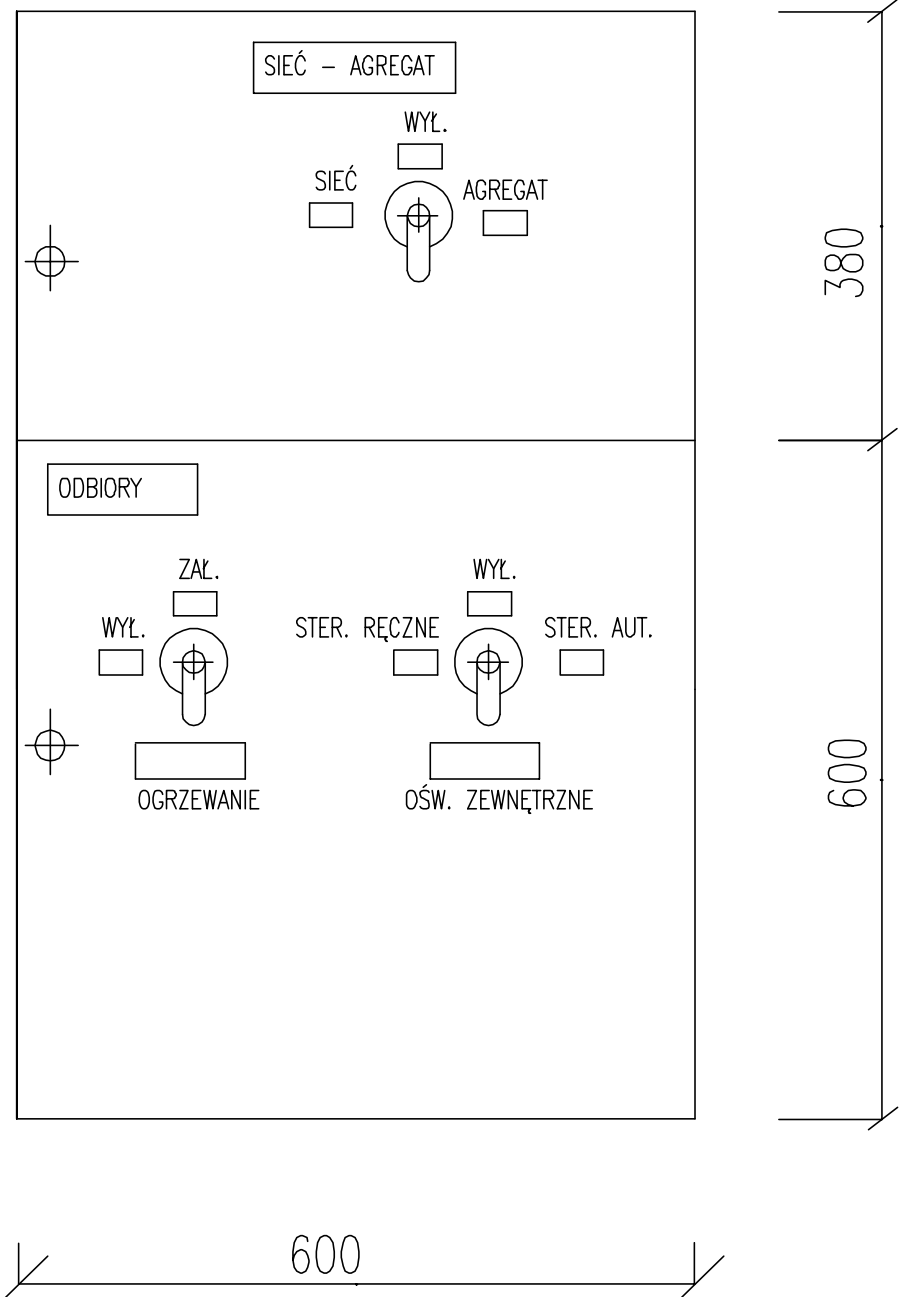 SIEĆ - AGREGAT
WYŁ.
SIEĆ
AGREGAT
380
ODBIORY
ZAŁ.
WYŁ.
WYŁ.
STER. RĘCZNE
STER. AUT.
OGRZEWANIE
OŚW. ZEWNĘTRZNE
600
600